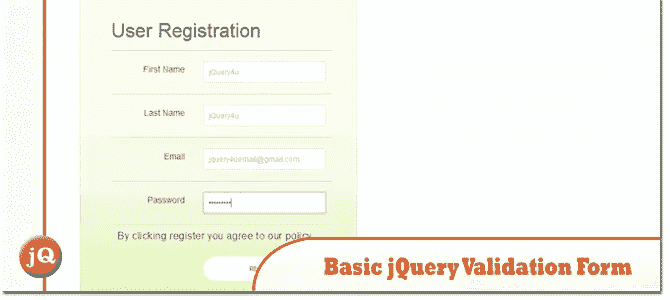 User Registration
First Name
jQuery4u
Last Name
jQuery4u
Email
jquery4uemail@gmail.com
Password
By clicking register you agree to our policy
jQ
Basic jQuery Validation Form